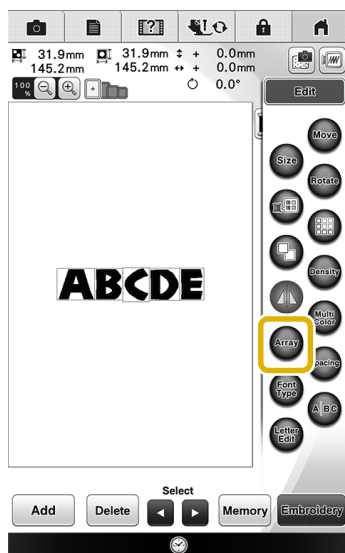 31.9mm 31.9mm + 0.0mm
145.2mm 145.2mm + 0.0mm
100 % 0.0°
Edit
Move
Size
Rotate
Density
Multi Color
Array
Spacing
Font Type
A BC
Letter Edit
ABCDE
Select
Add Delete Memory Embroidery